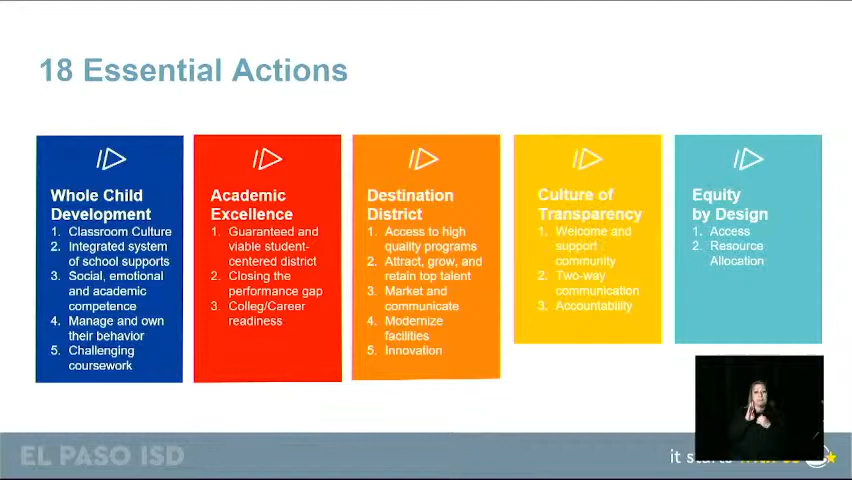 18 Essential Actions
Whole Child
Development
1. Classroom Culture
2. Integrated system
of school supports
3. Social, emotional
and academic
competence
4. Manage and own
their behavior
5. Challenging
coursework
Academic
Excellence
1. Guaranteed and
viable student-
centered district
2. Closing the
performance gap
3. Colleg/Career
readiness
Destination
District
1. Access to high
quality programs
2. Attract, grow, and
retain top talent
3. Market and
communicate
4. Modernize
facilities
5. Innovation
Culture of
Transparency
1. Welcome and
support
community
2. Two-way
communication
3. Accountability
Equity
by Design
1. Access
2. Resource
Allocation
EL PASO ISD
it starts